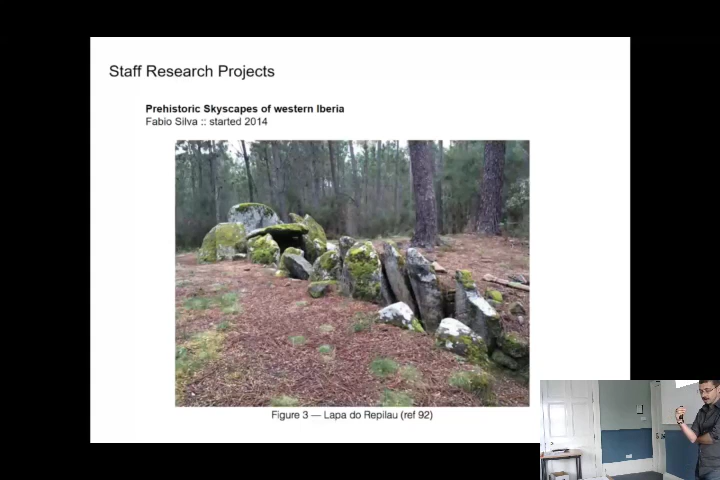 Staff Research Projects
Prehistoric Skyscapes of western Iberia
Fabio Silva :: started 2014
Figure 3 — Lapa do Repilau (ref 92)